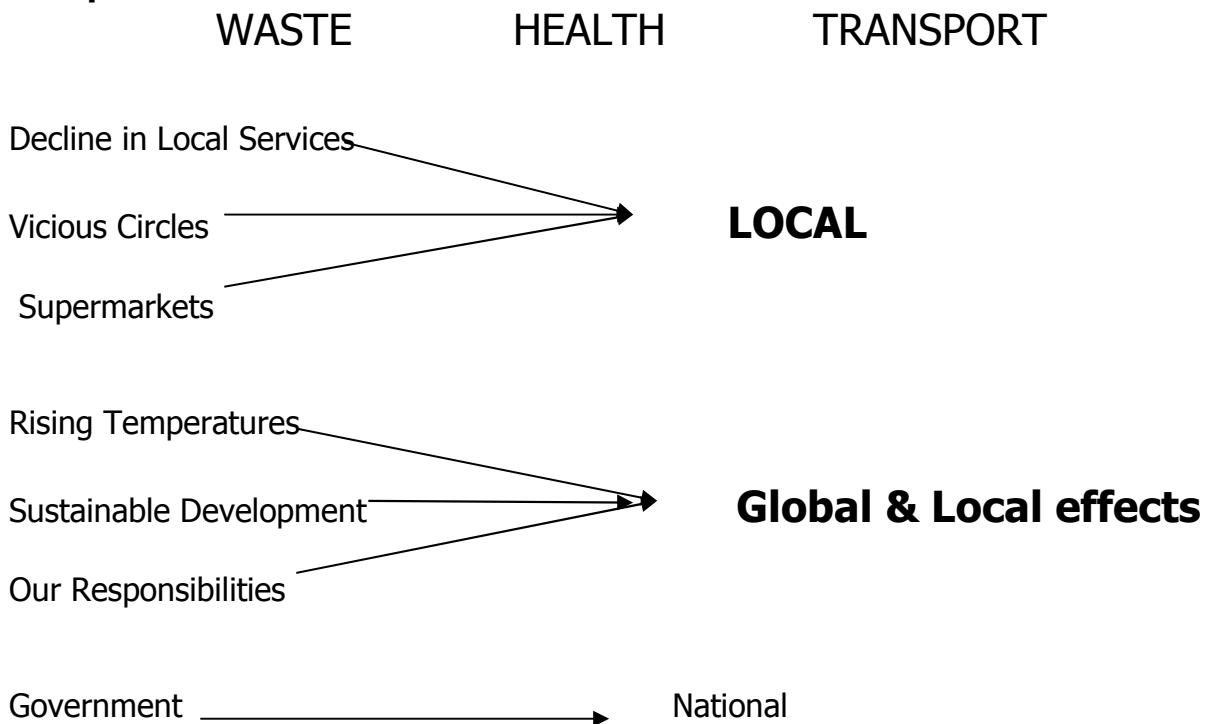 WASTE HEALTH TRANSPORT
Decline in Local Services
Vicious Circles
LOCAL
Supermarkets
Rising Temperatures
Sustainable Development
Global & Local effects
Our Responsibilities
Government
National